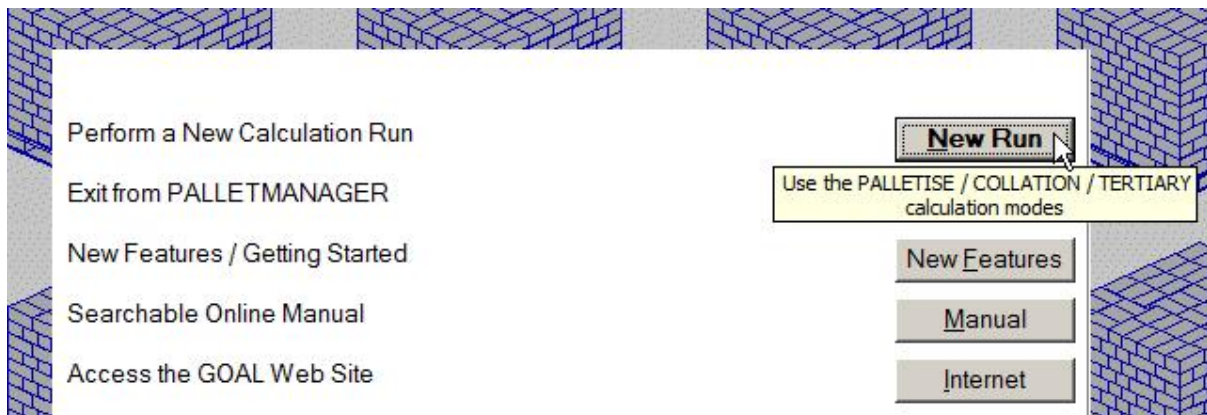 Perform a New Calculation Run
New Run
Exit from PALLETMANAGER
Use the PALLETISE / COLLATION / TERTIARY
calculation modes
New Features / Getting Started
New Features
Searchable Online Manual
Manual
Access the GOAL Web Site
Internet